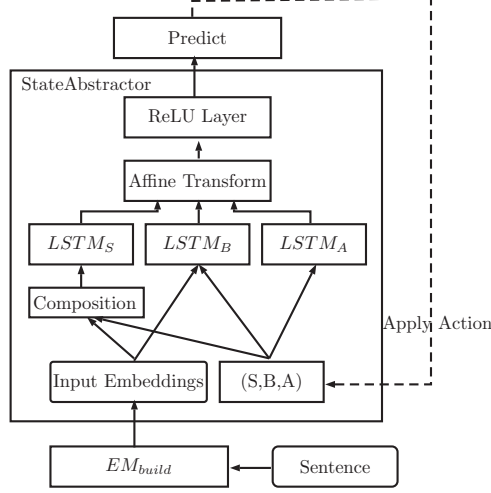 Predict
StateAbstractor
ReLU Layer
Affine Transform
LSTM_S
LSTM_B
LSTM_A
Composition
Apply Action
Input Embeddings
(S,B,A)
EM_build
Sentence